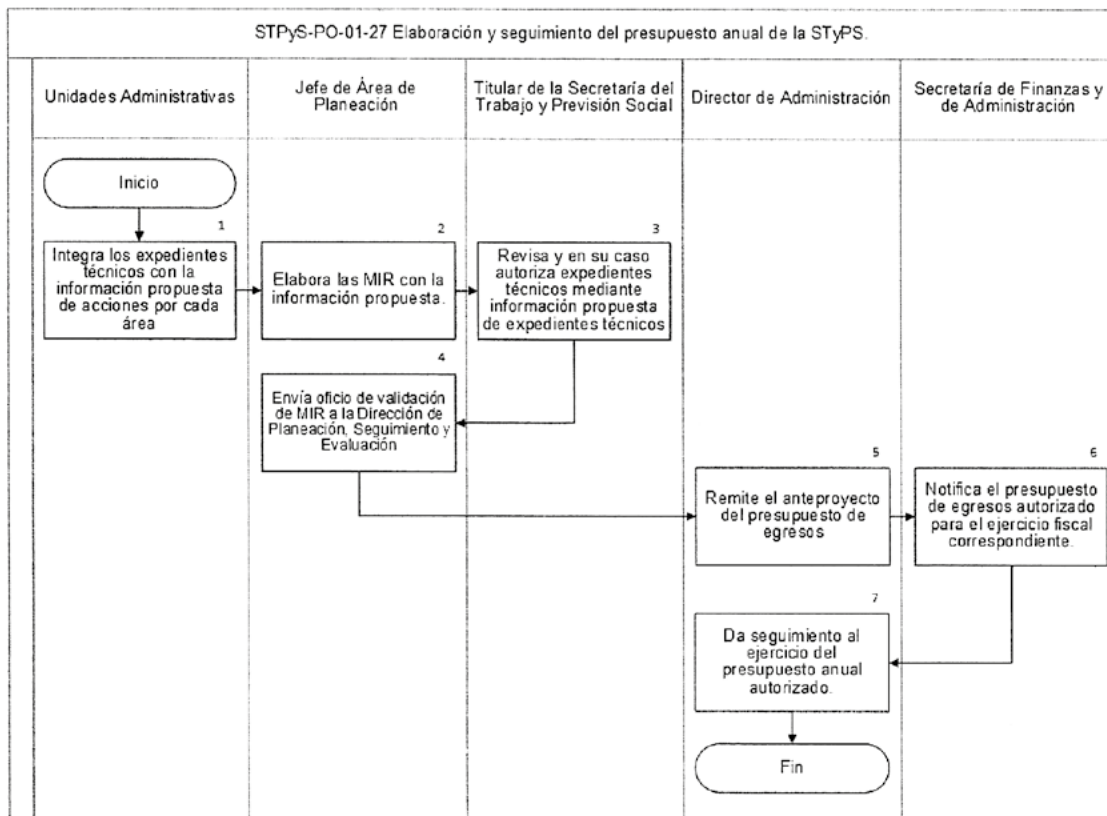 STPyS-PO-01-27 Elaboración y seguimiento del presupuesto anual de la STyPS.
Unidades Administrativas
Jefe de Área de
Planeación
Titular de la Secretaría del
Trabajo y Previsión Social
Director de Administración
Secretaría de Finanzas y
de Administración
Inicio
1
Integra los expedientes
técnicos con la
información propuesta
de acciones por cada
área
2
Elabora las MIR con la
información propuesta.
3
Revisa y en su caso
autoriza expedientes
técnicos mediante
información propuesta
de expedientes técnicos
4
Envía oficio de validación
de MIR a la Dirección de
Planeación, Seguimiento y
Evaluación
5
Remite el anteproyecto
del presupuesto de
egresos
6
Notifica el presupuesto
de egresos autorizado
para el ejercicio fiscal
correspondiente.
7
Da seguimiento al
ejercicio del
presupuesto anual
autorizado.
Fin